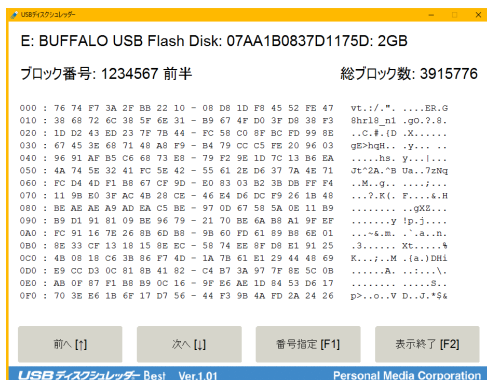 USBディスクシュレッダー
E: BUFFALO USB Flash Disk: 07AA1B0837D1175D: 2GB
ブロック番号: 1234567 前半 総ブロック数: 3915776
000 : 76 74 F7 3A 2F BB 22 10 - 08 D8 1D F8 45 52 FE 47 vt.:/.". ....ER.G
010 : 38 68 72 6C 38 5F 6E 31 - B9 67 4F D0 3F D8 38 F3 8hrl8_n1 .gO.?.8.
020 : 1D D2 43 ED 23 7F 7B 44 - FC 58 C0 8F BC FD 99 8E ..C.#.{D .X......
030 : 67 45 3E 68 71 48 A8 F9 - B4 79 CC C5 FE 20 96 03 gE>hqH.. .y... ..
040 : 96 91 AF B5 C6 68 73 E8 - 79 F2 9E 1D 7C 13 B6 EA .....hs. y...|...
050 : 4A 74 5E 32 41 FC 5E 42 - 55 61 2E D6 37 7A 4E 71 Jt^2A.^B Ua..7zNq
060 : FC D4 4D F1 B8 67 CF 9D - E0 83 03 B2 3B DB FF F4 ..M..g.. ....;...
070 : 11 9B E0 3F AC 4B 28 CE - 46 E4 D6 DC F9 26 1B 48 ...?.K(. F....&.H
080 : BE AE AE A9 AD EA C5 BE - 97 0D 67 58 5A 0E 11 B9 ........ ..gXZ...
090 : B9 D1 91 81 09 BE 96 79 - 21 70 BE 6A B8 A1 9F EF .......y !p.j....
0A0 : FC 91 16 7E 26 8B 6D D8 - 9B 60 FD 61 89 B8 6E 01 ...~&.m. .`.a..n.
0B0 : 8E 33 CF 13 18 15 8E EC - 58 74 EE 8F D8 E1 91 25 .3...... Xt.....%
0C0 : 4B 08 18 C6 3B 86 F7 4D - 1A 7B 61 E1 29 44 48 69 K...;..M .{a.)DHi
0D0 : E9 CC D3 0C 81 8B 41 82 - C4 B7 3A 97 7F 8E 5C 0B ......A. ..:...\.
0E0 : AB 0F 87 F1 B8 B9 0C 16 - 9F E6 AE 1D 84 53 D6 17 ........ .....S..
0F0 : 70 3E E6 1B 6F 17 D7 56 - 44 F3 9B 4A FD 2A 24 26 p>..o..V D..J.*$&
前へ [↑] 次へ [↓] 番号指定 [F1] 表示終了 [F2]
USB ディスクシュレッダー Best Ver.1.01 Personal Media Corporation